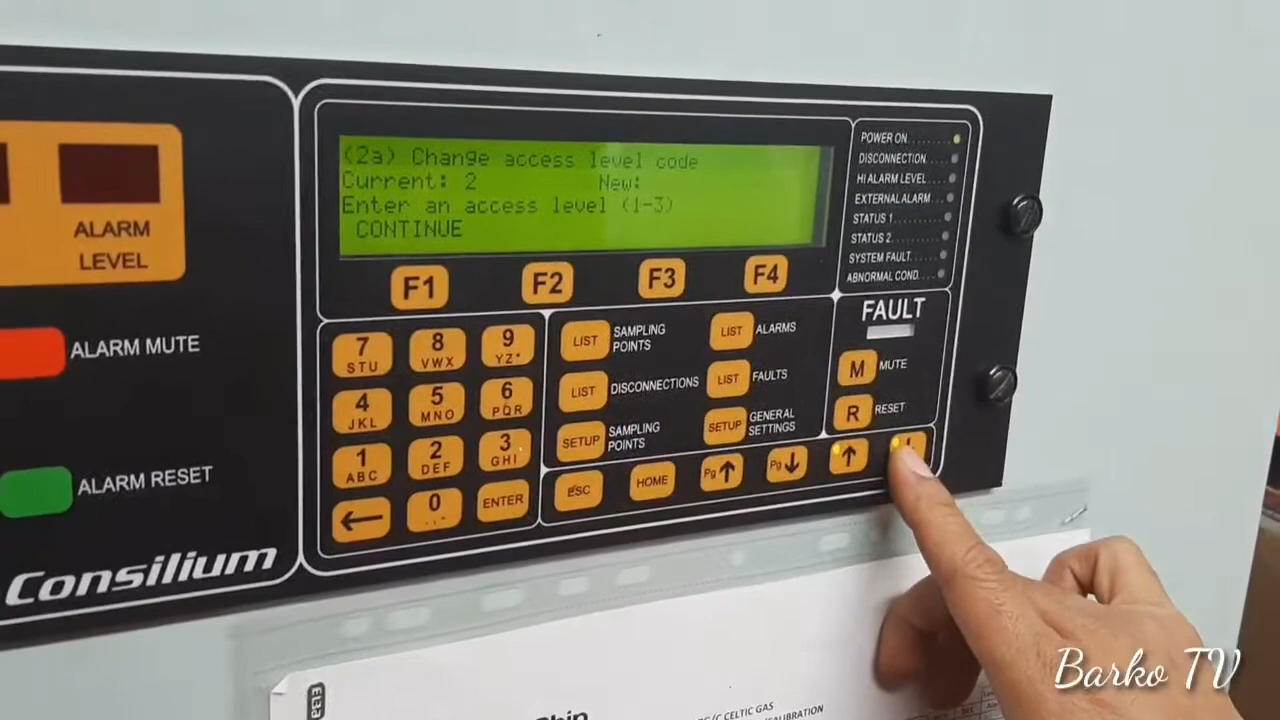 (2a) Change access level code
Current: 2 New:
Enter an access level (1-3)
CONTINUE
F1 F2 F3 F4
ALARM
LEVEL
ALARM MUTE
ALARM RESET
Consilium
7
STU
8
VWX
9
YZ*
4
JKL
5
MNO
6
PQR
1
ABC
2
DEF
3
GHI
←
0
ENTER
LIST SAMPLING
POINTS
LIST ALARMS
LIST DISCONNECTIONS
LIST FAULTS
SETUP SAMPLING
POINTS
SETUP GENERAL
SETTINGS
ESC
HOME
Pg↑
Pg↓
↑
POWER ON
DISCONNECTION
HI ALARM LEVEL
EXTERNAL ALARM
STATUS 1
STATUS 2
SYSTEM FAULT
ABNORMAL COND.
FAULT
M MUTE
R RESET
CELTIC GAS
Barko TV